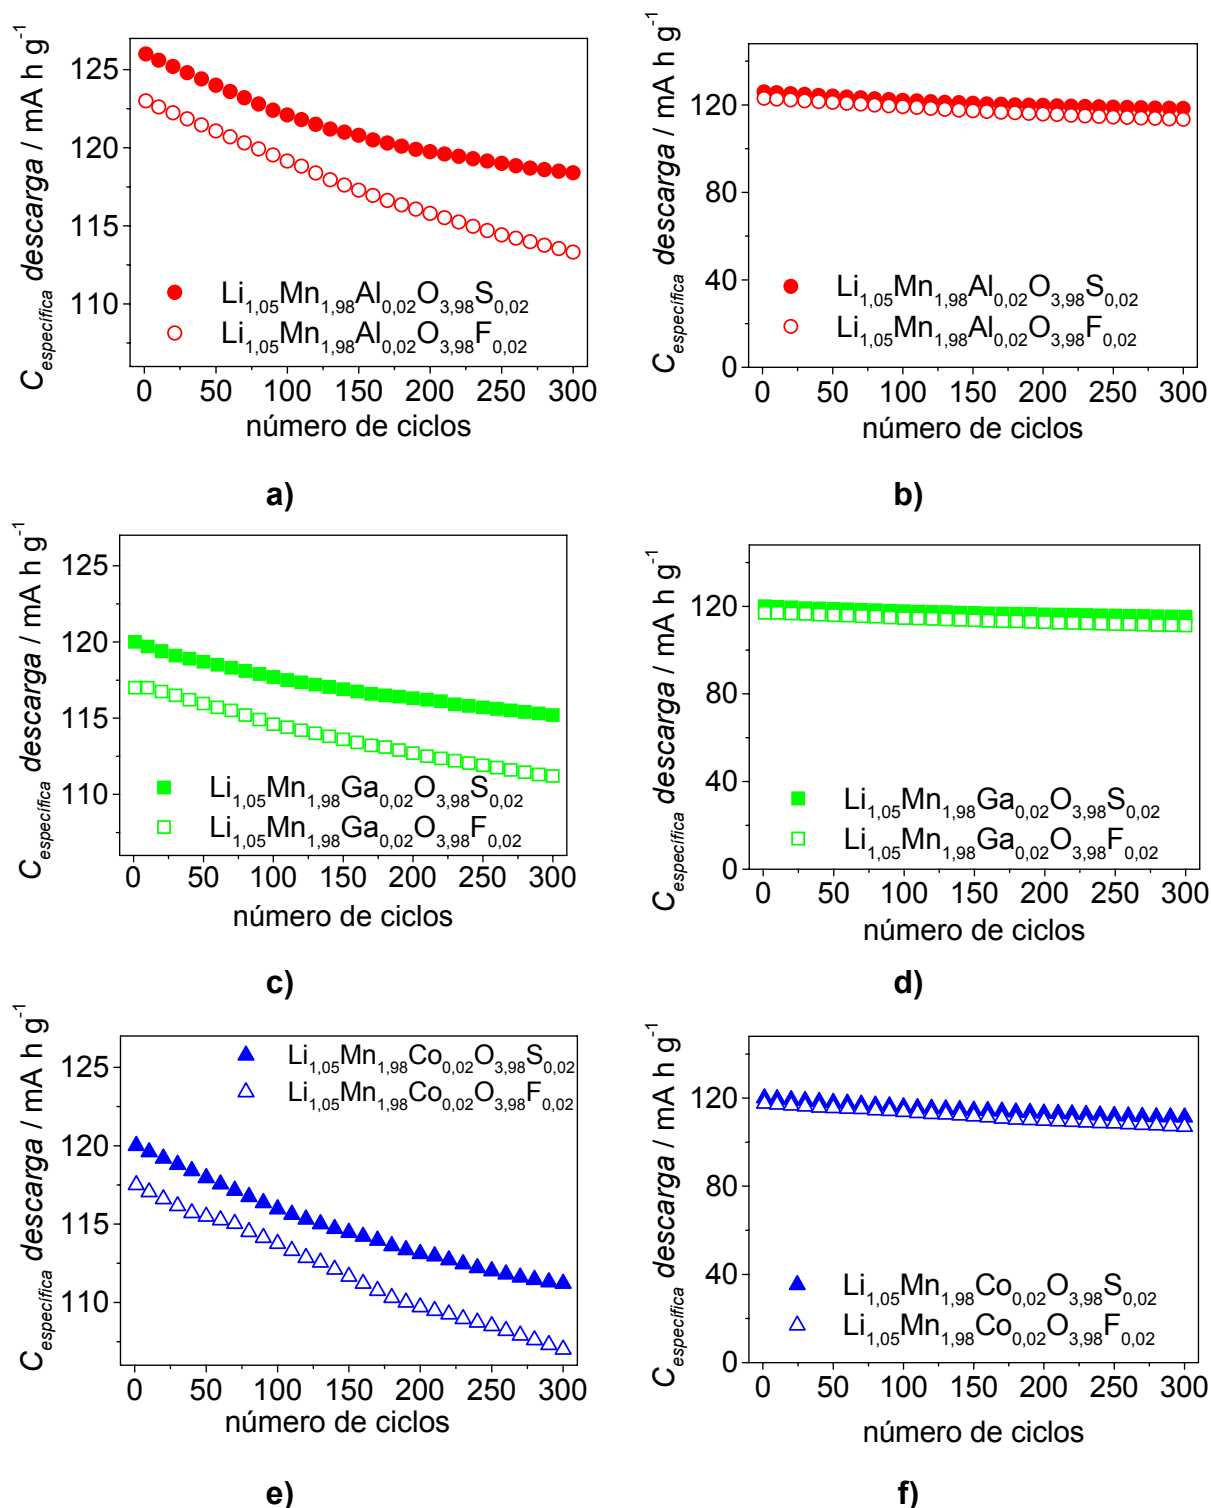 C específica descarga / mA h g⁻¹
125
120
115
110
0 50 100 150 200 250 300
número de ciclos
Li₁,₀₅Mn₁,₉₈Al₀,₀₂O₃,₉₈S₀,₀₂
Li₁,₀₅Mn₁,₉₈Al₀,₀₂O₃,₉₈F₀,₀₂
a)
C específica descarga / mA h g⁻¹
120
80
40
0
0 50 100 150 200 250 300
número de ciclos
Li₁,₀₅Mn₁,₉₈Al₀,₀₂O₃,₉₈S₀,₀₂
Li₁,₀₅Mn₁,₉₈Al₀,₀₂O₃,₉₈F₀,₀₂
b)
C específica descarga / mA h g⁻¹
125
120
115
110
0 50 100 150 200 250 300
número de ciclos
Li₁,₀₅Mn₁,₉₈Ga₀,₀₂O₃,₉₈S₀,₀₂
Li₁,₀₅Mn₁,₉₈Ga₀,₀₂O₃,₉₈F₀,₀₂
c)
C específica descarga / mA h g⁻¹
120
80
40
0
0 50 100 150 200 250 300
número de ciclos
Li₁,₀₅Mn₁,₉₈Ga₀,₀₂O₃,₉₈S₀,₀₂
Li₁,₀₅Mn₁,₉₈Ga₀,₀₂O₃,₉₈F₀,₀₂
d)
C específica descarga / mA h g⁻¹
125
120
115
110
0 50 100 150 200 250 300
número de ciclos
Li₁,₀₅Mn₁,₉₈Co₀,₀₂O₃,₉₈S₀,₀₂
Li₁,₀₅Mn₁,₉₈Co₀,₀₂O₃,₉₈F₀,₀₂
e)
C específica descarga / mA h g⁻¹
120
80
40
0
0 50 100 150 200 250 300
número de ciclos
Li₁,₀₅Mn₁,₉₈Co₀,₀₂O₃,₉₈S₀,₀₂
Li₁,₀₅Mn₁,₉₈Co₀,₀₂O₃,₉₈F₀,₀₂
f)